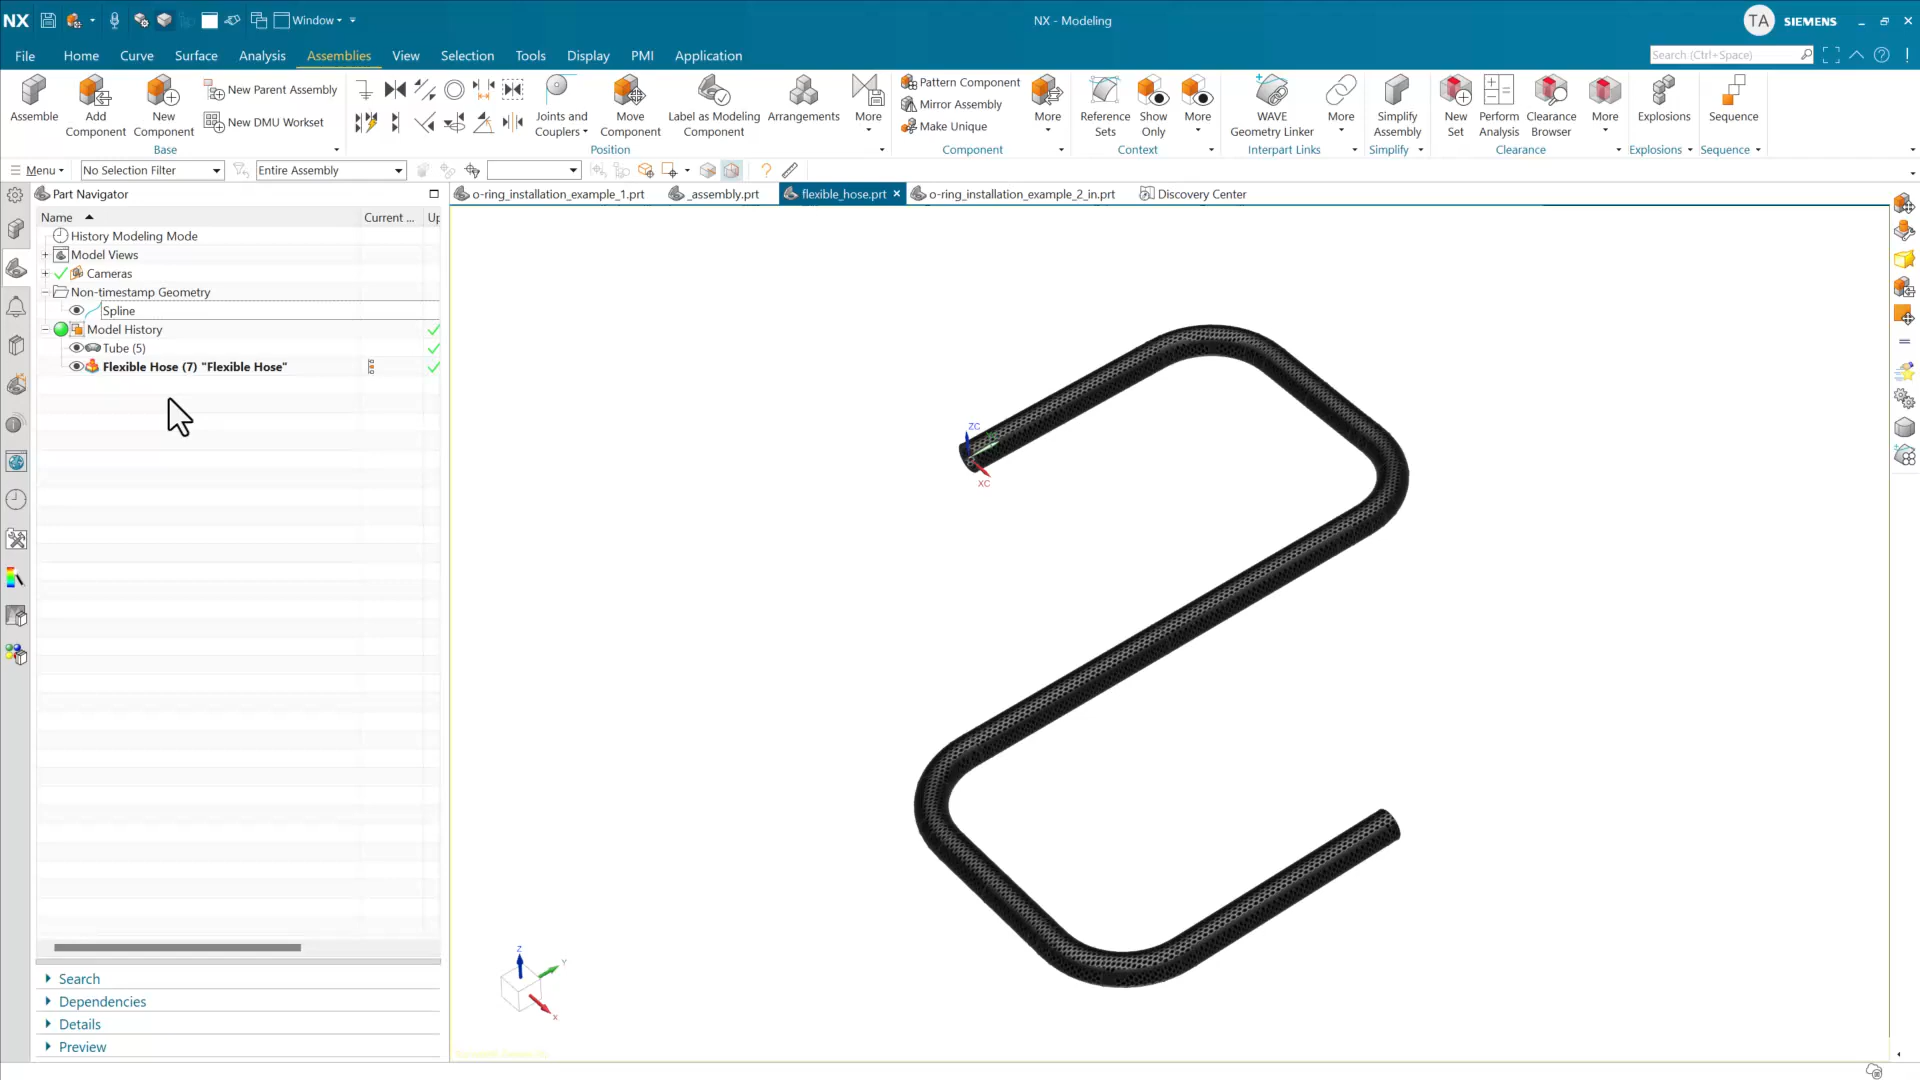 NX
Window
NX - Modeling
TA
SIEMENS
File
Home
Curve
Surface
Analysis
Assemblies
View
Selection
Tools
Display
PMI
Application
Search (Ctrl+Space)
Assemble
Add
Component
New
Component
New Parent Assembly
New DMU Workset
Base
Joints and
Couplers
Move
Component
Label as Modeling
Component
Arrangements
More
Position
Pattern Component
Mirror Assembly
Make Unique
More
Component
Reference
Sets
Show
Only
More
Context
WAVE
Geometry Linker
More
Interpart Links
Simplify
Assembly
Simplify
New
Set
Perform
Analysis
Clearance
Browser
More
Clearance
Explosions
Explosions
Sequence
Sequence
Menu
No Selection Filter
Entire Assembly
Part Navigator
o-ring_installation_example_1.prt
_assembly.prt
flexible_hose.prt
o-ring_installation_example_2_in.prt
Discovery Center
Name
Current ...
Up
History Modeling Mode
Model Views
Cameras
Non-timestamp Geometry
Spline
Model History
Tube (5)
Flexible Hose (7) "Flexible Hose"
ZC
XC
Z
Y
X
Search
Dependencies
Details
Preview